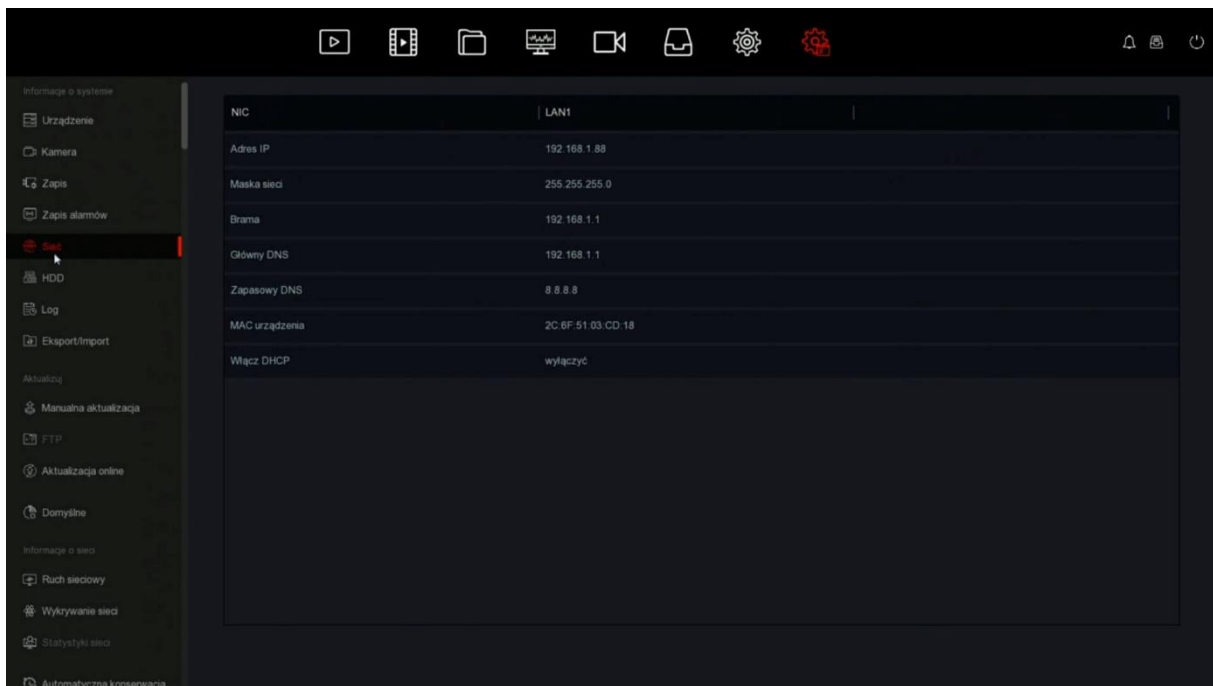 Informacje o systemie
Urządzenie
Kamera
Zapis
Zapis alarmów
Sieć
HDD
Log
Eksport/Import
Aktualizuj
Manualna aktualizacja
FTP
Aktualizacja online
Domyślne
Informacje o sieci
Ruch sieciowy
Wykrywanie sieci
Statystyki sieci
Automatyczna konserwacja
NIC LAN1
Adres IP 192.168.1.88
Maska sieci 255.255.255.0
Brama 192.168.1.1
Główny DNS 192.168.1.1
Zapasowy DNS 8.8.8.8
MAC urządzenia 2C:6F:51:03:CD:18
Włącz DHCP wyłączyć